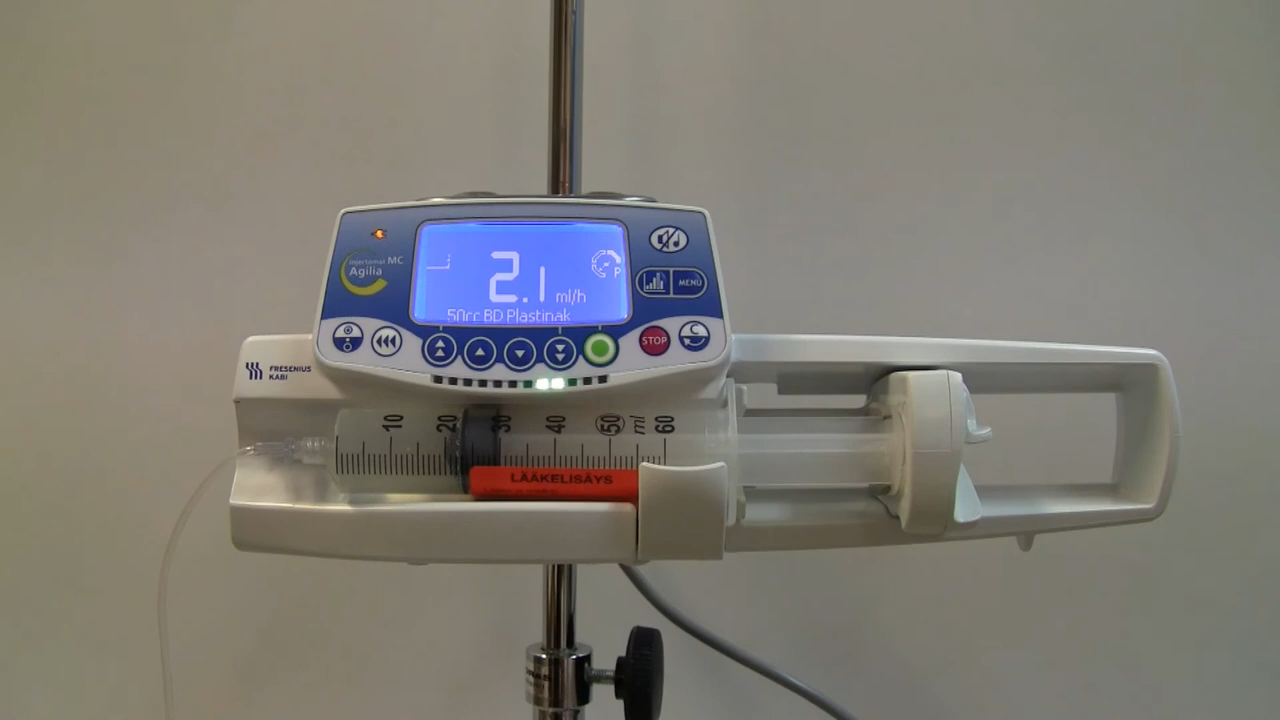 Injectomat MC
Agilia
2.1 ml/h
P
50cc BD Plastipak
MENU
STOP
C
FRESENIUS
KABI
10 20 30 40 50 ml 60
LÄÄKELISÄYS